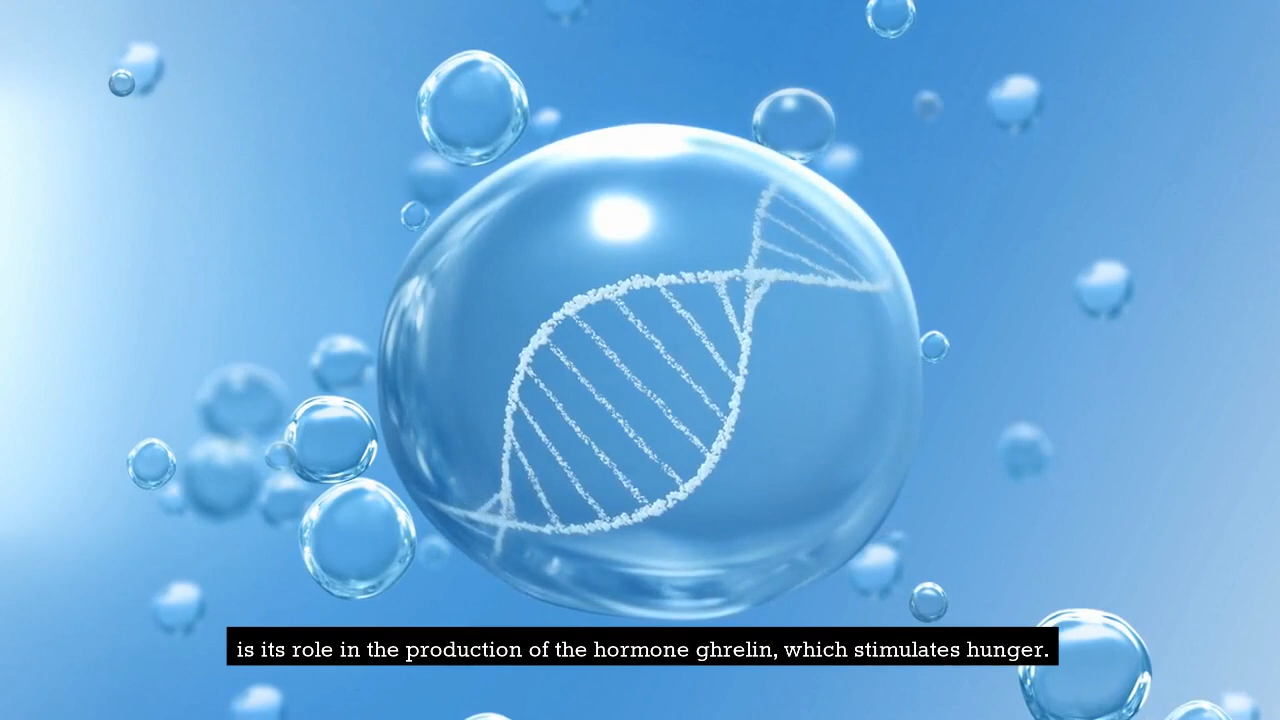 is its role in the production of the hormone ghrelin, which stimulates hunger.